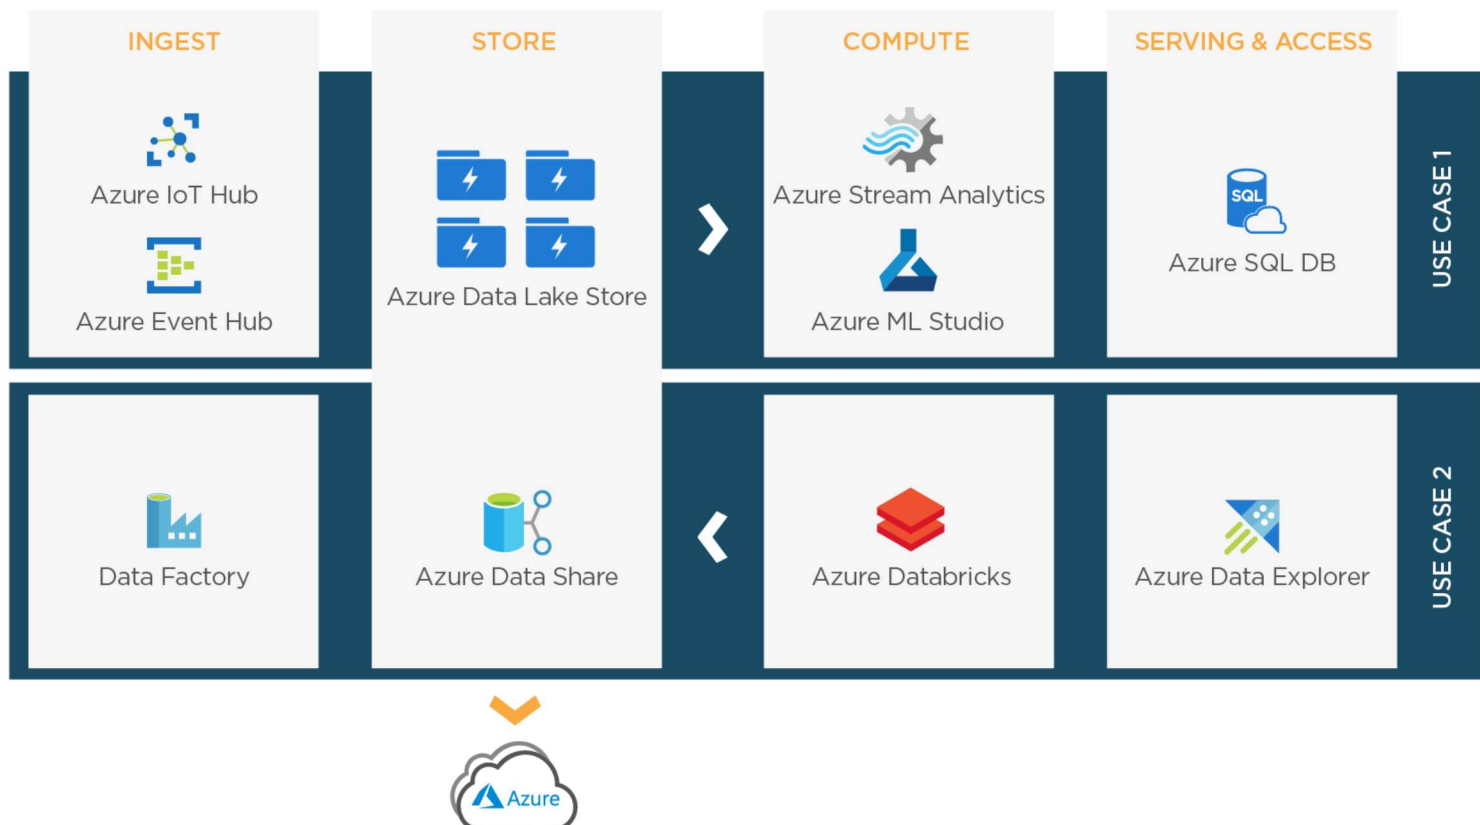 INGEST
STORE
COMPUTE
SERVING & ACCESS
Azure IoT Hub
Azure Event Hub
Azure Data Lake Store
Azure Stream Analytics
Azure ML Studio
SQL
Azure SQL DB
USE CASE 1
Data Factory
Azure Data Share
Azure Databricks
Azure Data Explorer
USE CASE 2
Azure